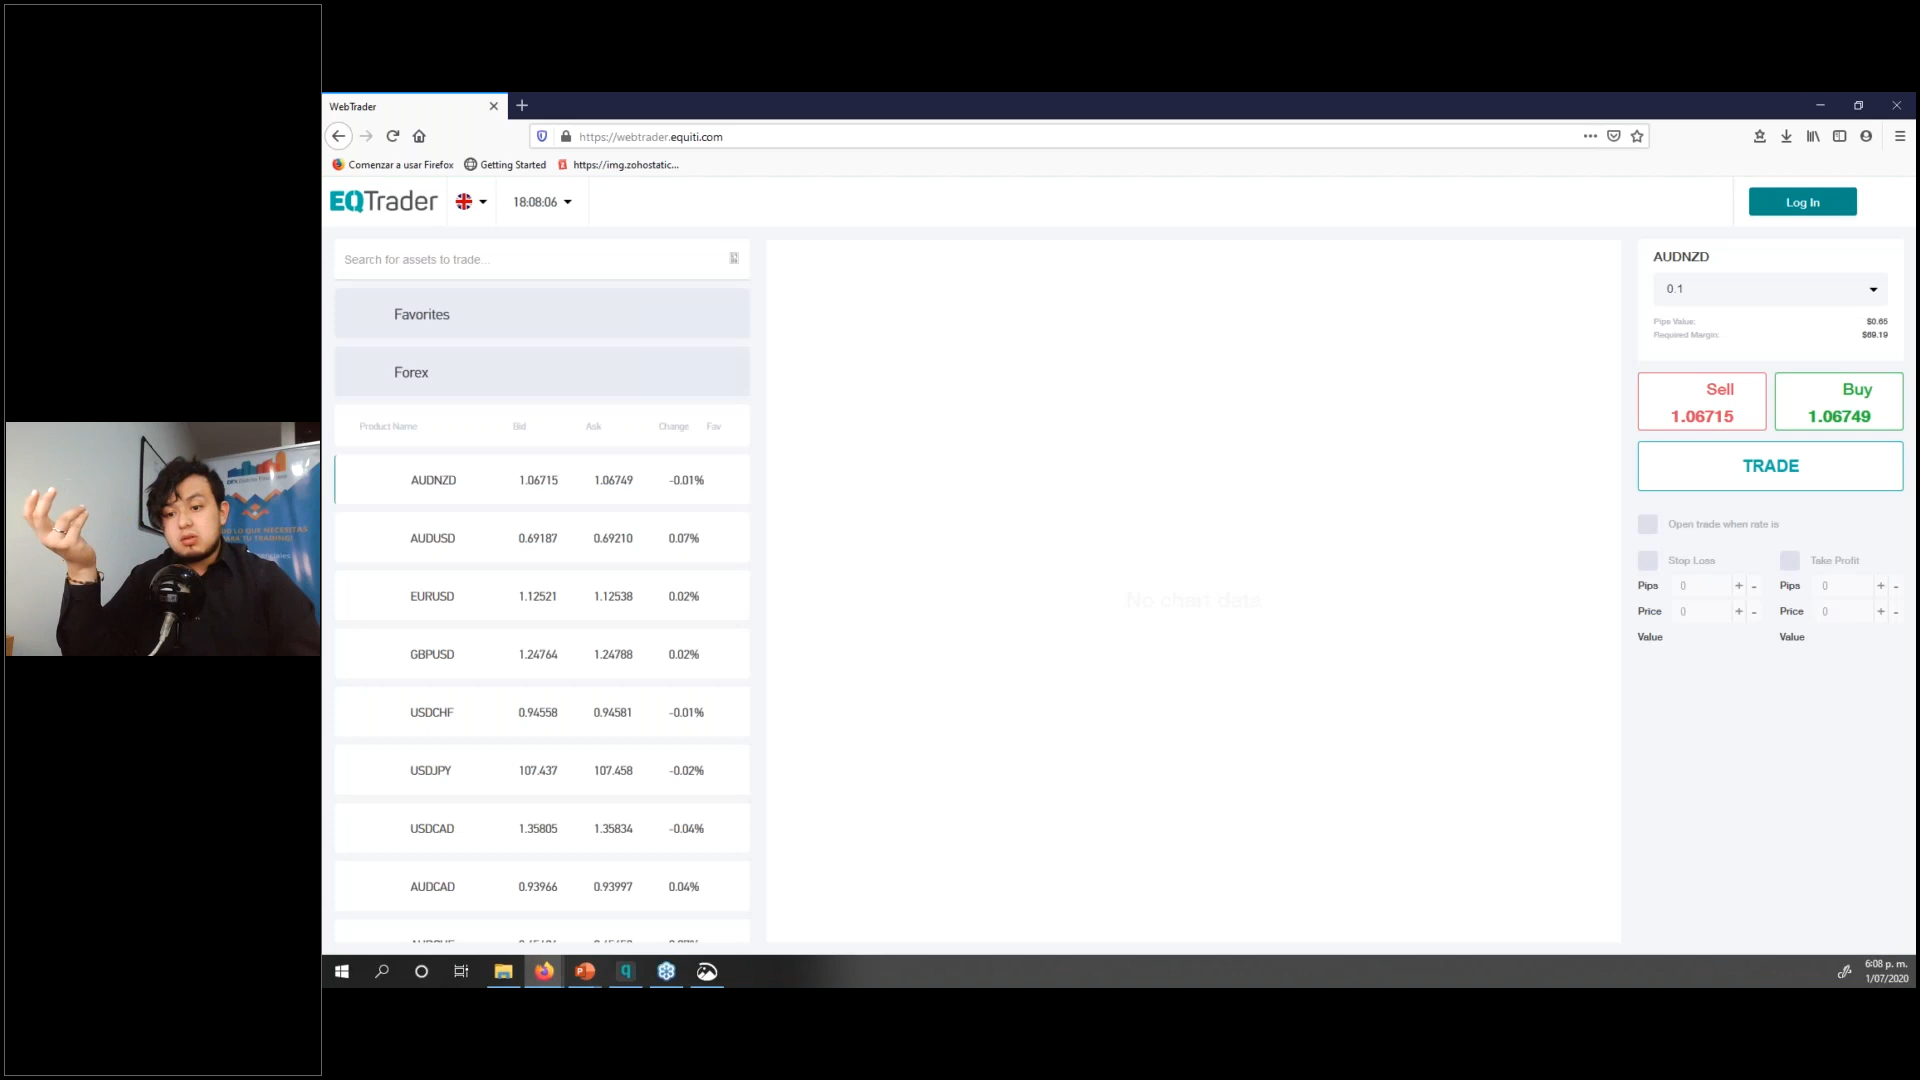 WebTrader
https://webtrader.equiti.com
Comenzar a usar Firefox Getting Started https://img.zohostatic...
EQTrader 18:08:06 Log In
Search for assets to trade...
Favorites
Forex
Product Name Bid Ask Change Fav
AUDNZD 1.06715 1.06749 -0.01%
AUDUSD 0.69187 0.69210 0.07%
EURUSD 1.12521 1.12538 0.02%
GBPUSD 1.24764 1.24788 0.02%
USDCHF 0.94558 0.94581 -0.01%
USDJPY 107.437 107.458 -0.02%
USDCAD 1.35805 1.35834 -0.04%
AUDCAD 0.93966 0.93997 0.04%
No chart data
AUDNZD
0.1
Pips Value: $0.65
Required Margin: $69.19
Sell Buy
1.06715 1.06749
TRADE
Open trade when rate is
Stop Loss Take Profit
Pips 0 + - Pips 0 + -
Price 0 + - Price 0 + -
Value Value
LO QUE NECESITAS
PARA TU TRADING!
6:08 p. m.
1/07/2020